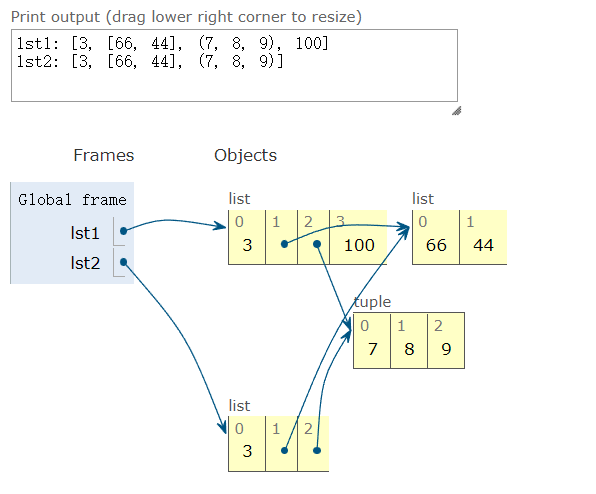 Print output (drag lower right corner to resize)
lst1: [3, [66, 44], (7, 8, 9), 100]
lst2: [3, [66, 44], (7, 8, 9)]
Frames Objects
Global frame
lst1
lst2
list
0 1 2 3
3 100
list
0 1
66 44
tuple
0 1 2
7 8 9
list
0 1 2
3